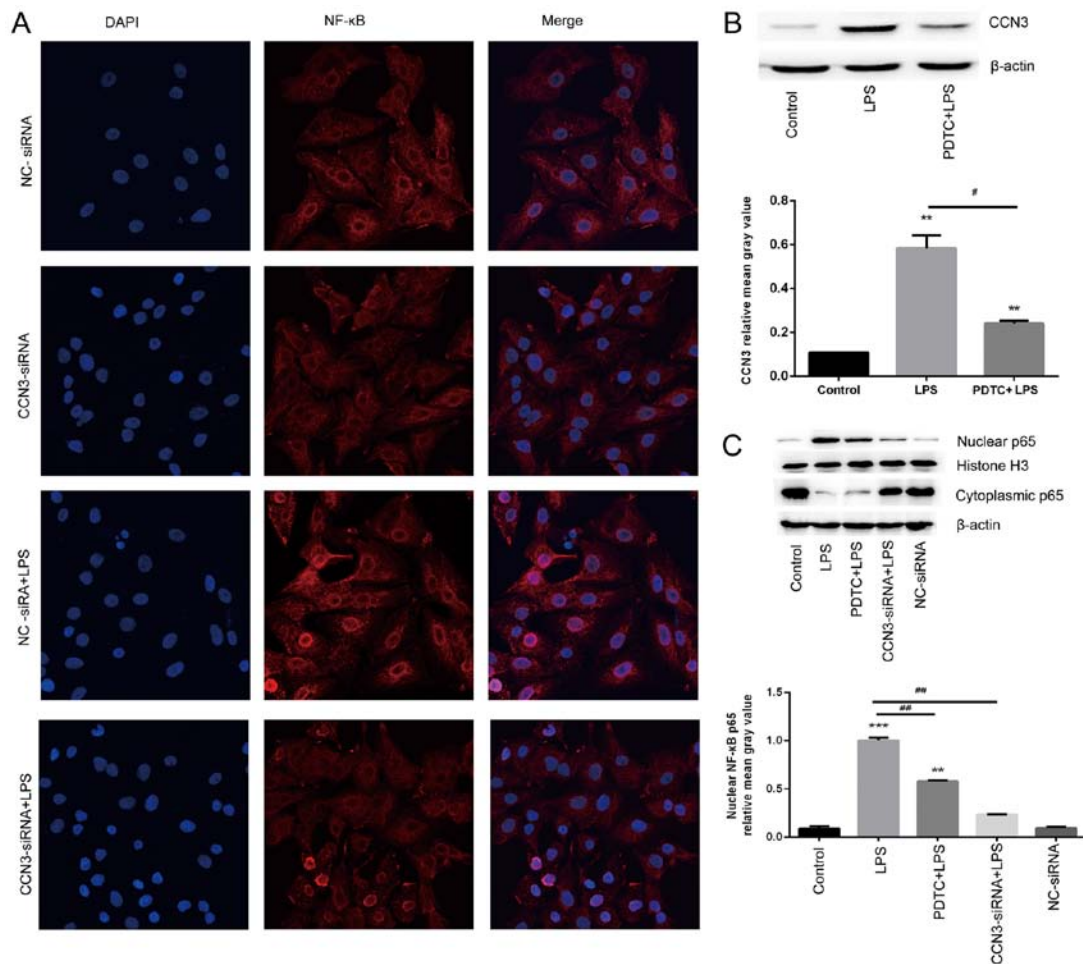 A
DAPI
NF-κB
Merge
NC- siRNA
CCN3-siRNA
NC -siRA+LPS
CCN3-siRNA+LPS
B
CCN3
β-actin
Control
LPS
PDTC+LPS
CCN3 relative mean gray value
0.8
0.6
0.4
0.2
0.0
**
#
**
Control
LPS
PDTC+LPS
C
Nuclear p65
Histone H3
Cytoplasmic p65
β-actin
Control
LPS
PDTC+LPS
CCN3-siRNA+LPS
NC-siRNA
Nuclear NF-κB p65
relative mean gray value
1.5
1.0
0.5
0.0
##
##
***
**
Control
LPS
PDTC+LPS
CCN3-siRNA+LPS
NC-siRNA